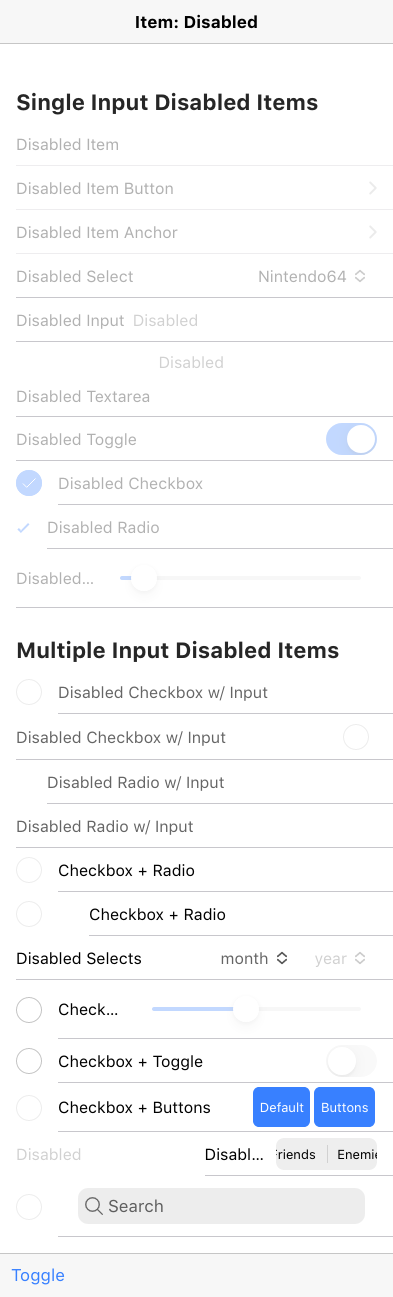 Item: Disabled
Single Input Disabled Items
Disabled Item
Disabled Item Button
Disabled Item Anchor
Disabled Select Nintendo64
Disabled Input Disabled
Disabled
Disabled Textarea
Disabled Toggle
Disabled Checkbox
Disabled Radio
Disabled...
Multiple Input Disabled Items
Disabled Checkbox w/ Input
Disabled Checkbox w/ Input
Disabled Radio w/ Input
Disabled Radio w/ Input
Checkbox + Radio
Checkbox + Radio
Disabled Selects month year
Check...
Checkbox + Toggle
Checkbox + Buttons Default Buttons
Disabled Disabl... riends Enemie
Search
Toggle